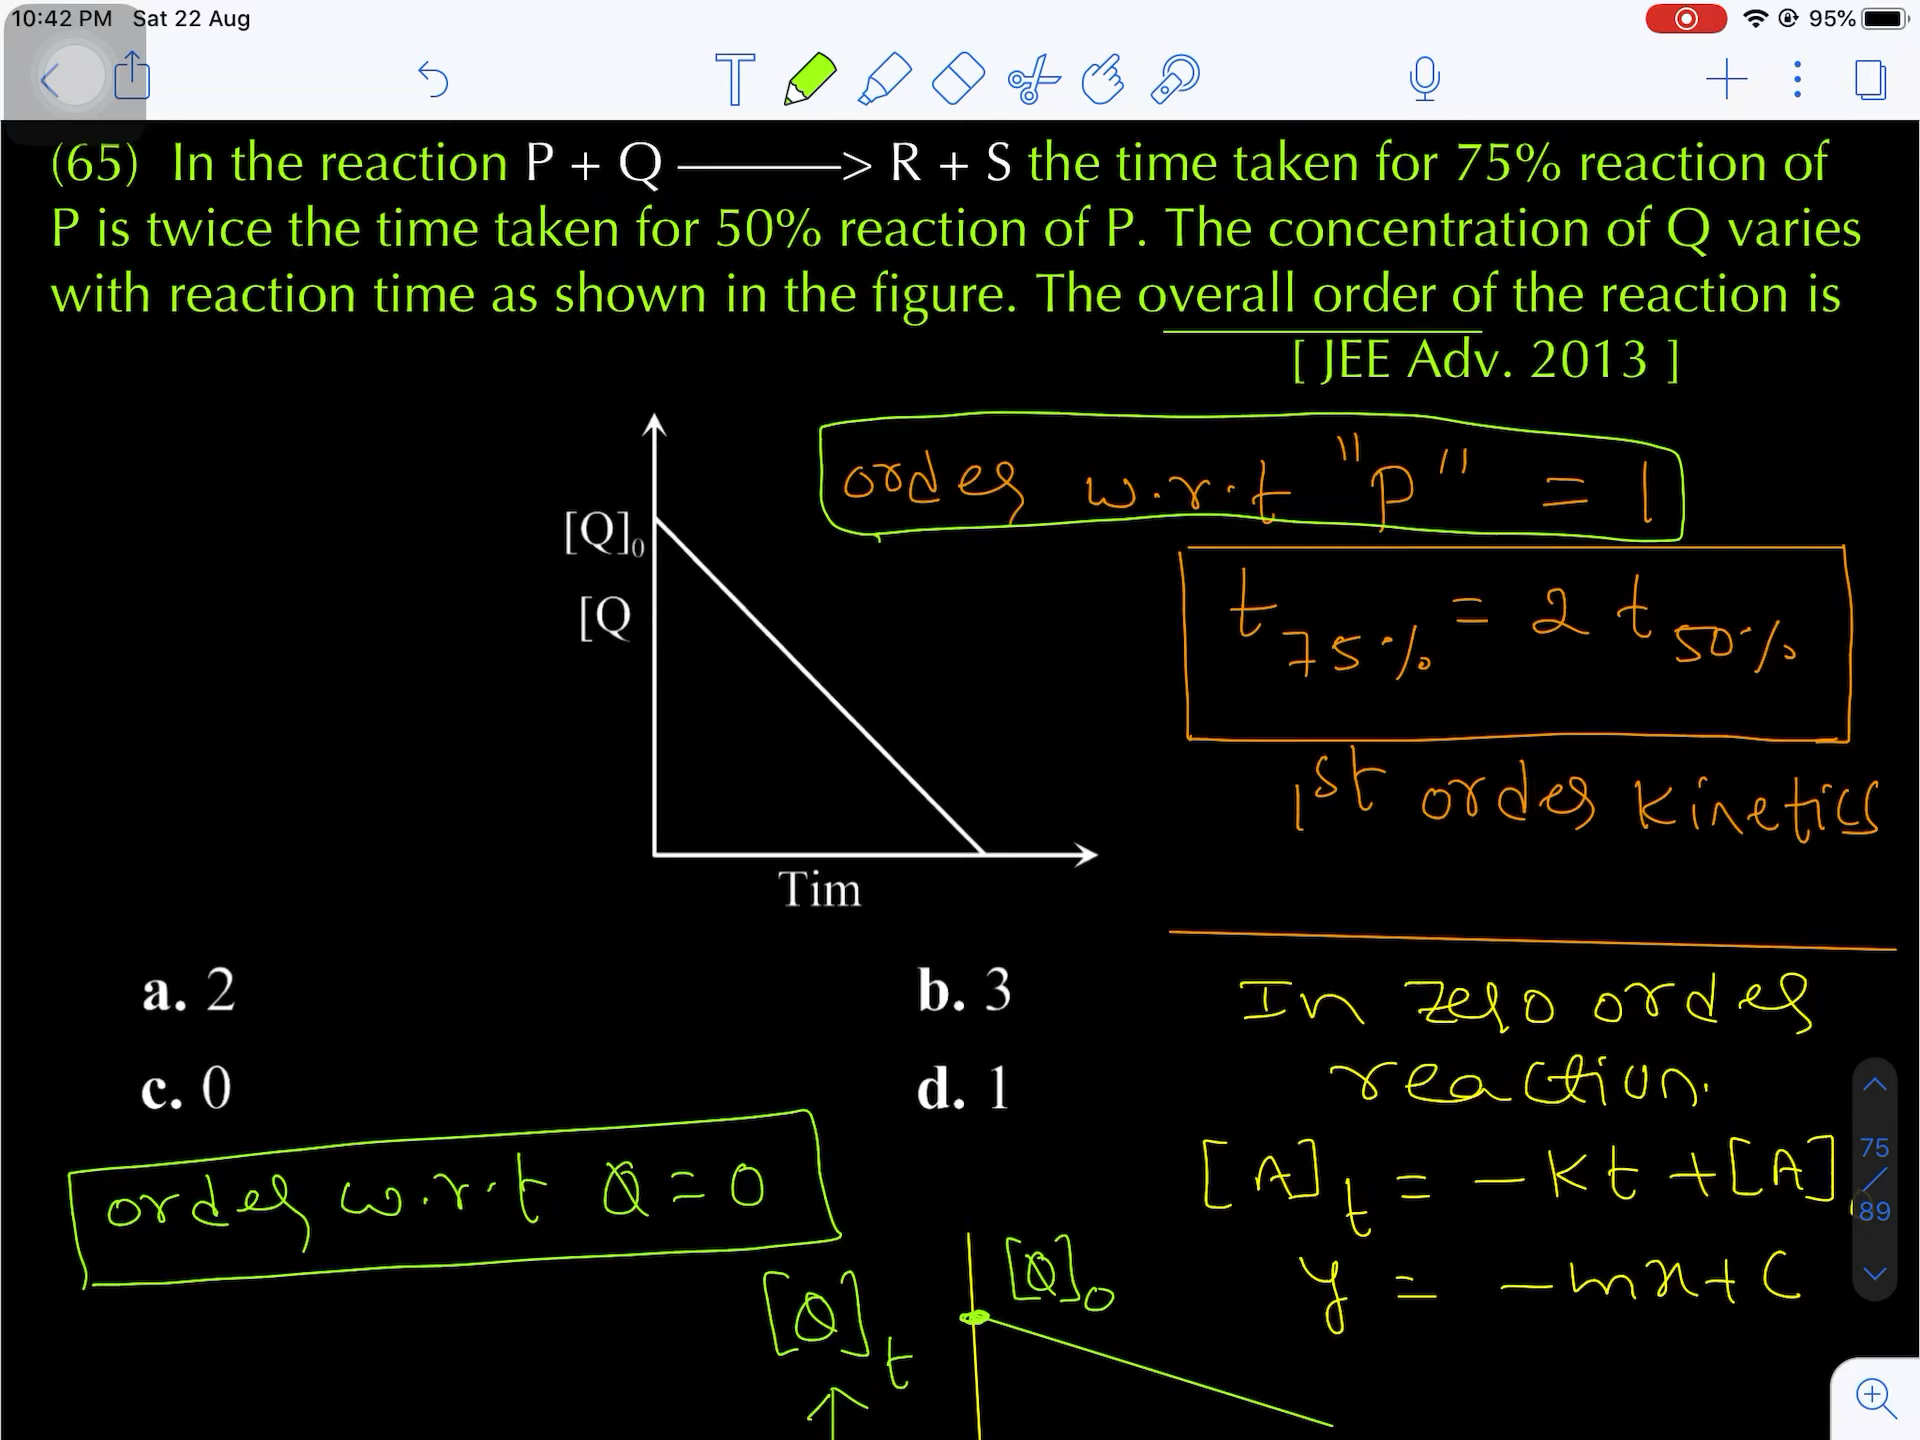 10:42 PM Sat 22 Aug
95%
(65) In the reaction P + Q ———> R + S the time taken for 75% reaction of
P is twice the time taken for 50% reaction of P. The concentration of Q varies
with reaction time as shown in the figure. The overall order of the reaction is
[ JEE Adv. 2013 ]
order w.r.t "P" = 1
[Q]₀
[Q
t 75% = 2 t 50%
1st order kinetics
Tim
a. 2
b. 3
c. 0
d. 1
In zero order
reaction.
[A]t = -Kt + [A]
y = -mx + C
order w.r.t Q = 0
[Q]₀
[Q]t
75
89